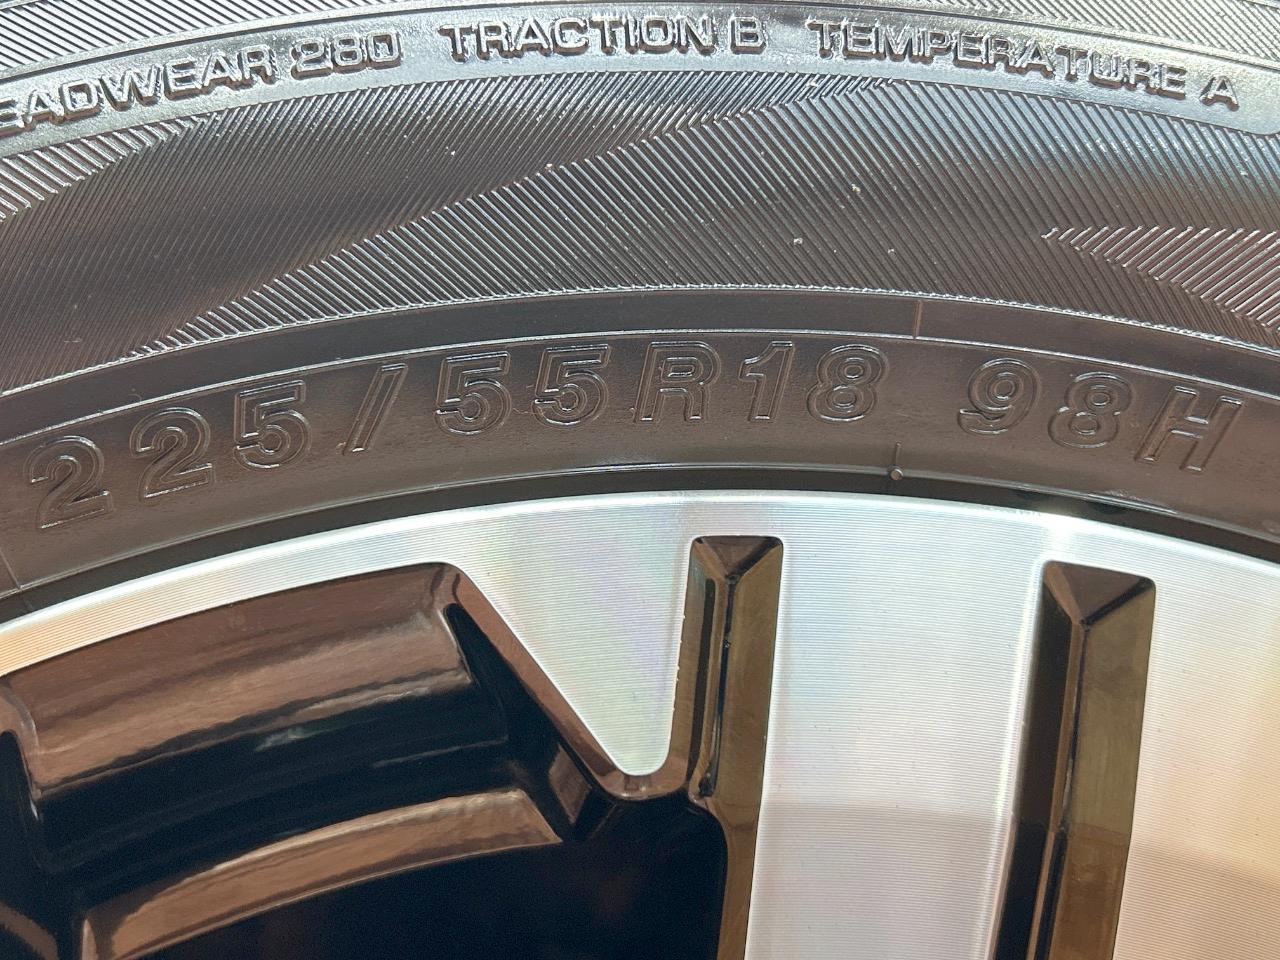 EADWEAR 280 TRACTION B TEMPERATURE A
225/55R18 98H